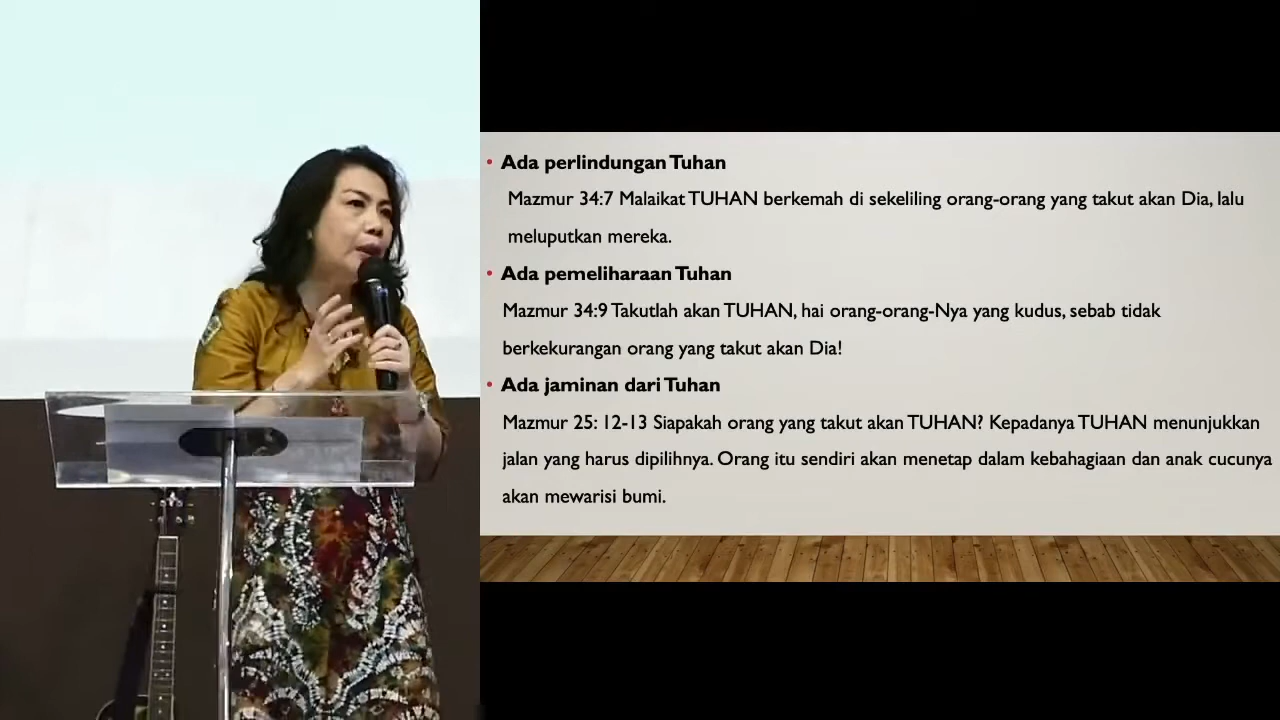 Ada perlindungan Tuhan
Mazmur 34:7 Malaikat TUHAN berkemah di sekeliling orang-orang yang takut akan Dia, lalu
meluputkan mereka.
Ada pemeliharaan Tuhan
Mazmur 34:9 Takutlah akan TUHAN, hai orang-orang-Nya yang kudus, sebab tidak
berkekurangan orang yang takut akan Dia!
Ada jaminan dari Tuhan
Mazmur 25: 12-13 Siapakah orang yang takut akan TUHAN? Kepadanya TUHAN menunjukkan
jalan yang harus dipilihnya. Orang itu sendiri akan menetap dalam kebahagiaan dan anak cucunya
akan mewarisi bumi.